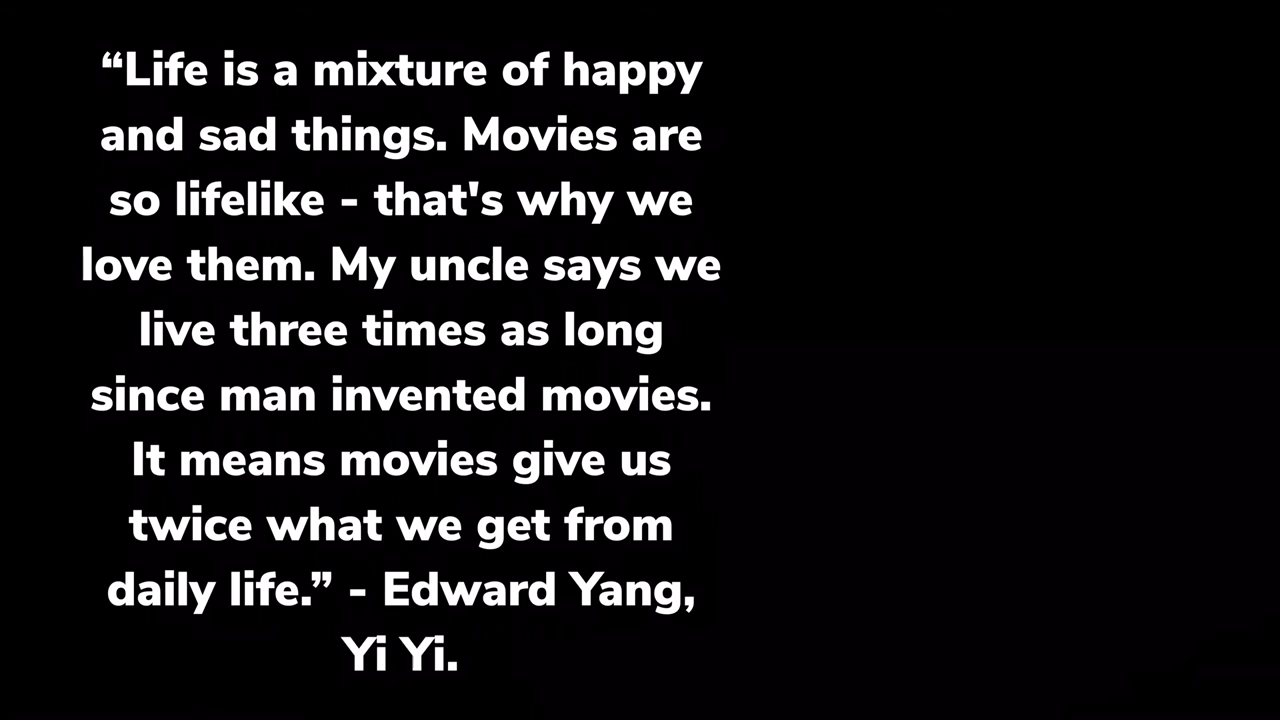 “Life is a mixture of happy
and sad things. Movies are
so lifelike - that's why we
love them. My uncle says we
live three times as long
since man invented movies.
It means movies give us
twice what we get from
daily life.” - Edward Yang,
Yi Yi.